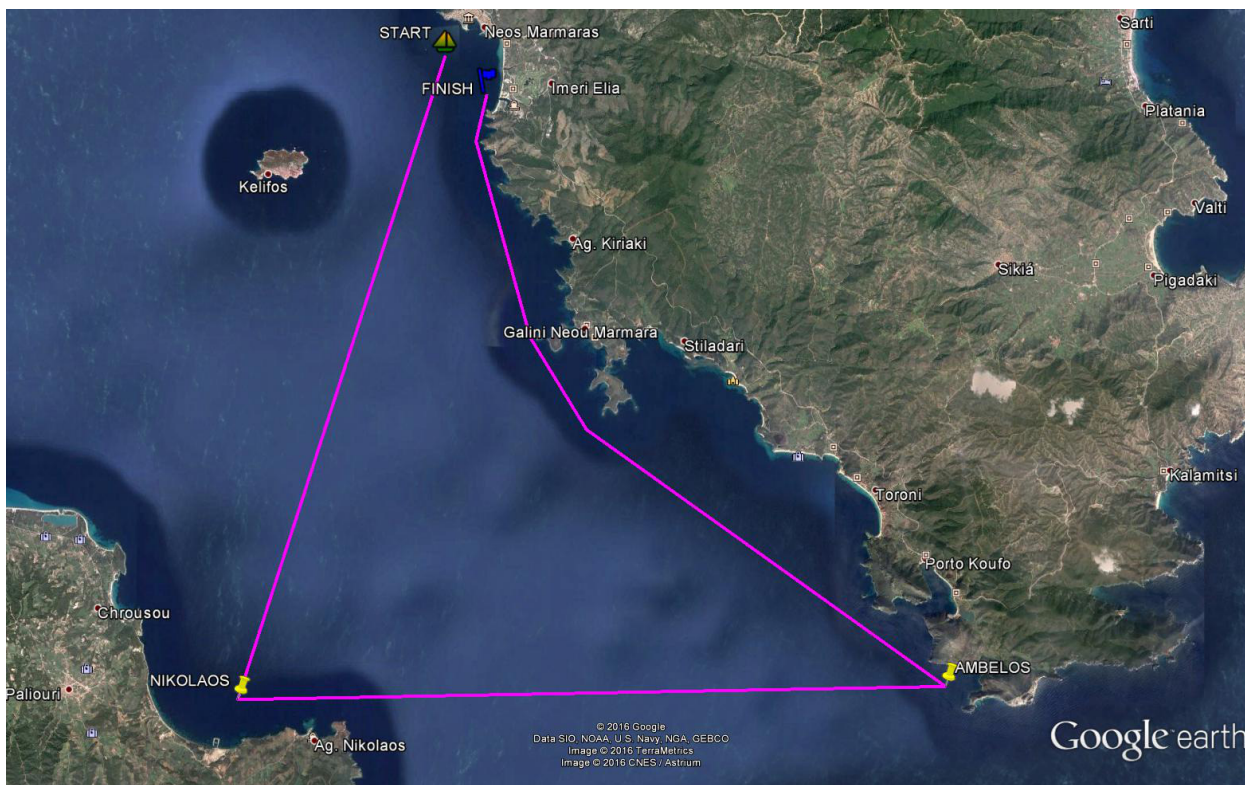 START
Neos Marmaras
Sarti
FINISH
Imeri Elia
Platania
Kelifos
Valti
Ag. Kiriaki
Sikiá
Pigadaki
Galini Neou Marmara
Stiladari
Kalamitsi
Toroni
Porto Koufo
Chrousou
NIKOLAOS
AMBELOS
Paliouri
Ag. Nikolaos
© 2016 Google
Data SIO, NOAA, U.S. Navy, NGA, GEBCO
Image © 2016 TerraMetrics
Image © 2016 CNES / Astrium
Google earth